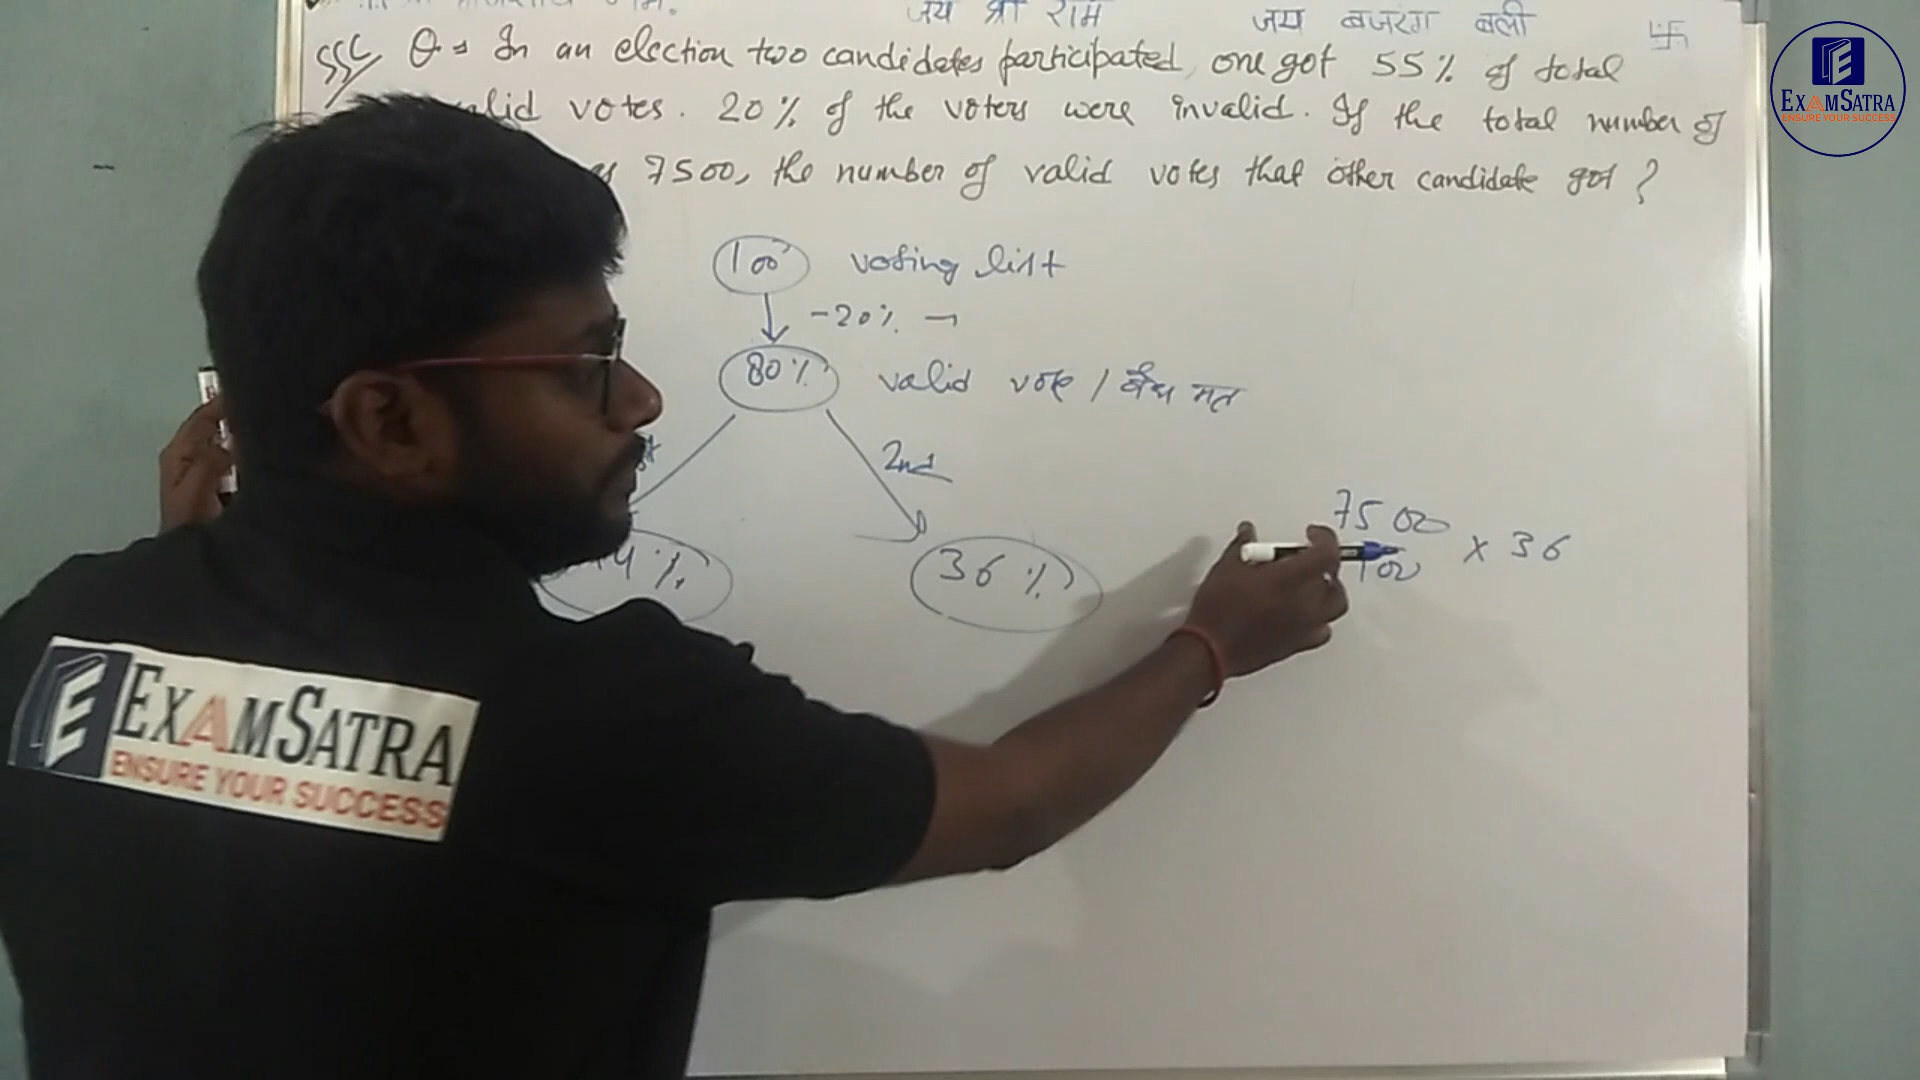 जय श्री राम जय बजरंग बली
SSC Q → In an election two candidates participated, one got 55% of total
valid votes. 20% of the voters were invalid. If the total number of
7500, the number of valid votes that other candidate got ?
100 voting list
-20% →
80% valid vote / वैध मत
2nd
4%
36%
7500
100
x 36
EXAMSATRA
ENSURE YOUR SUCCESS
EXAMSATRA
ENSURE YOUR SUCCESS